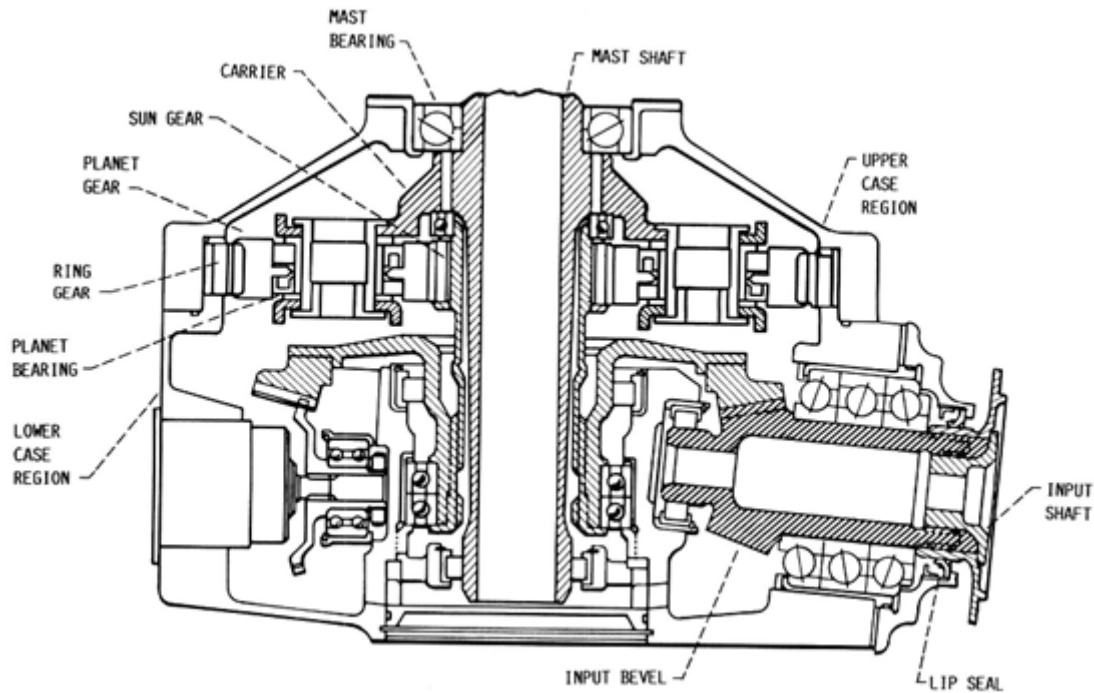 MAST
BEARING
MAST SHAFT
CARRIER
SUN GEAR
PLANET
GEAR
UPPER
CASE
REGION
RING
GEAR
PLANET
BEARING
LOWER
CASE
REGION
INPUT
SHAFT
INPUT BEVEL
LIP SEAL